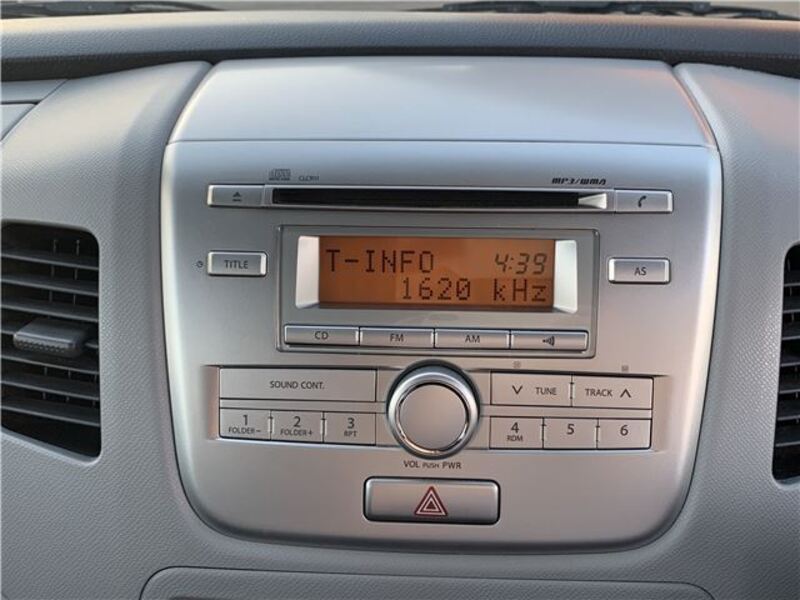 MP3/WMA
TITLE
T-INFO 4:39
1620 kHz
AS
CD FM AM
SOUND CONT.
TUNE TRACK
1 2 3
FOLDER- FOLDER+ RPT
4 5 6
RDM
VOL PUSH PWR